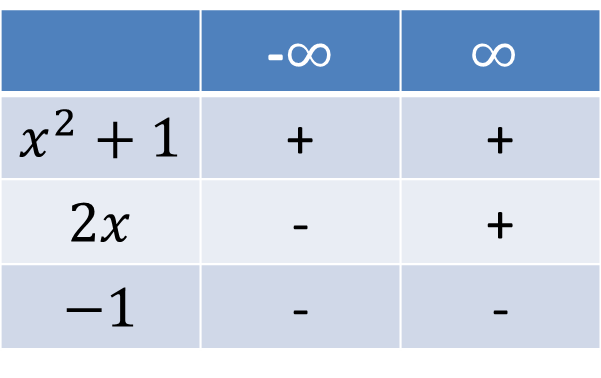 -∞ ∞
x² + 1 + +
2x - +
−1 - -